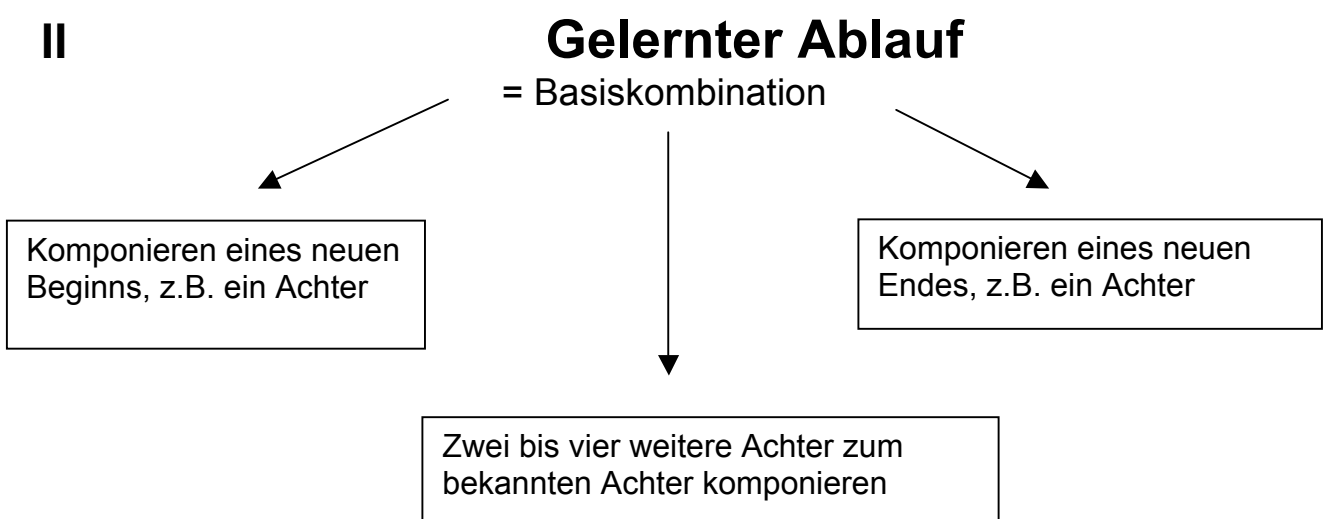 II
Gelernter Ablauf
= Basiskombination
Komponieren eines neuen
Beginns, z.B. ein Achter
Komponieren eines neuen
Endes, z.B. ein Achter
Zwei bis vier weitere Achter zum
bekannten Achter komponieren